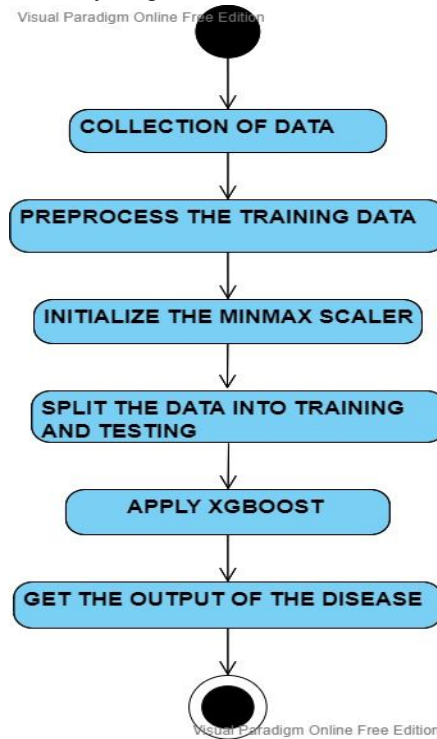 Visual Paradigm Online Free Edition
COLLECTION OF DATA
PREPROCESS THE TRAINING DATA
INITIALIZE THE MINMAX SCALER
SPLIT THE DATA INTO TRAINING
AND TESTING
APPLY XGBOOST
GET THE OUTPUT OF THE DISEASE
Visual Paradigm Online Free Edition